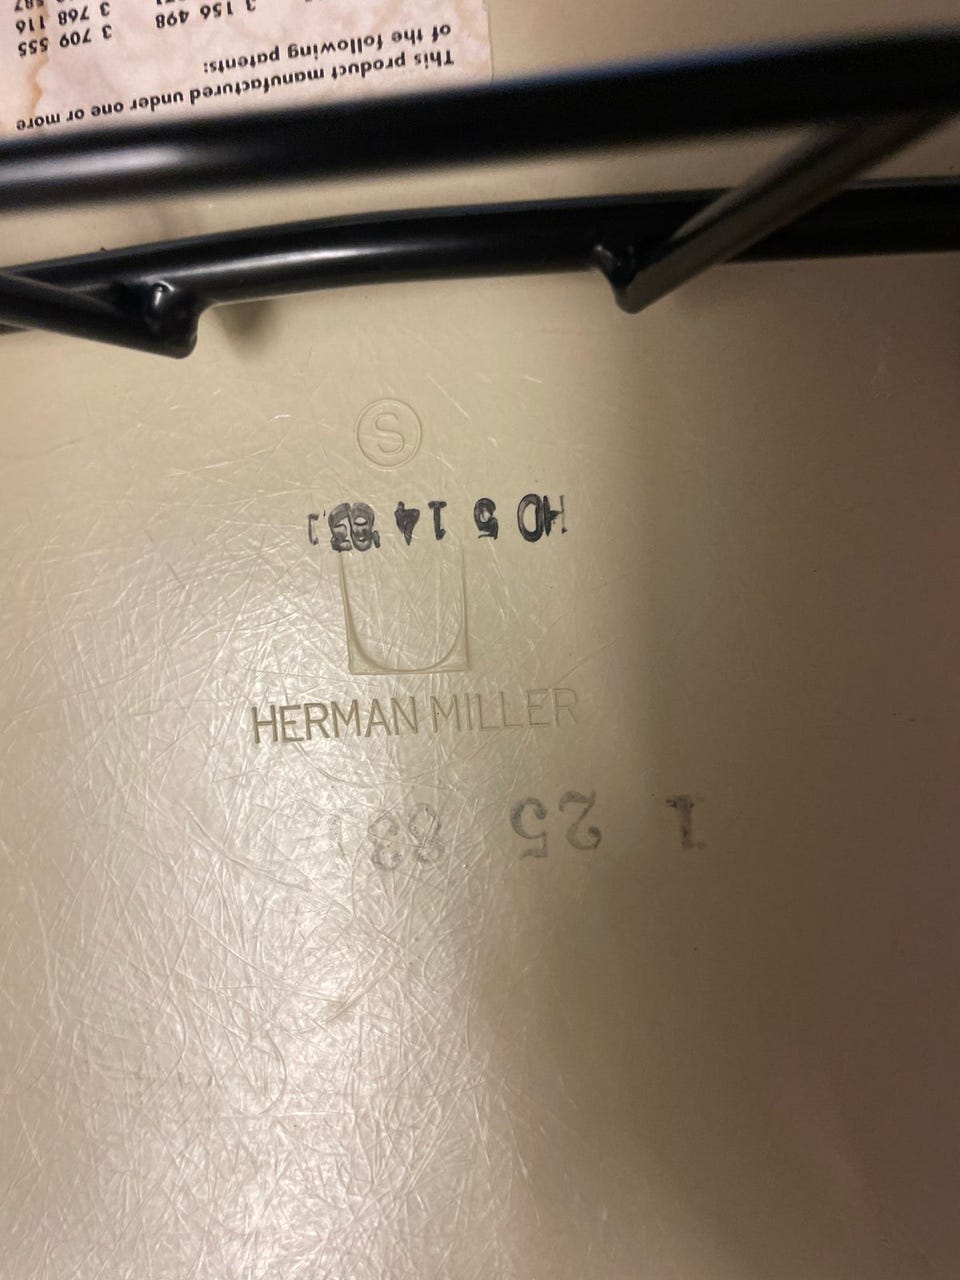 This product manufactured under one or more
of the following patents:
3 156 498 3 709 555
3 768 116
Ⓢ
HD 5 14 83
HERMAN MILLER
1 25 83